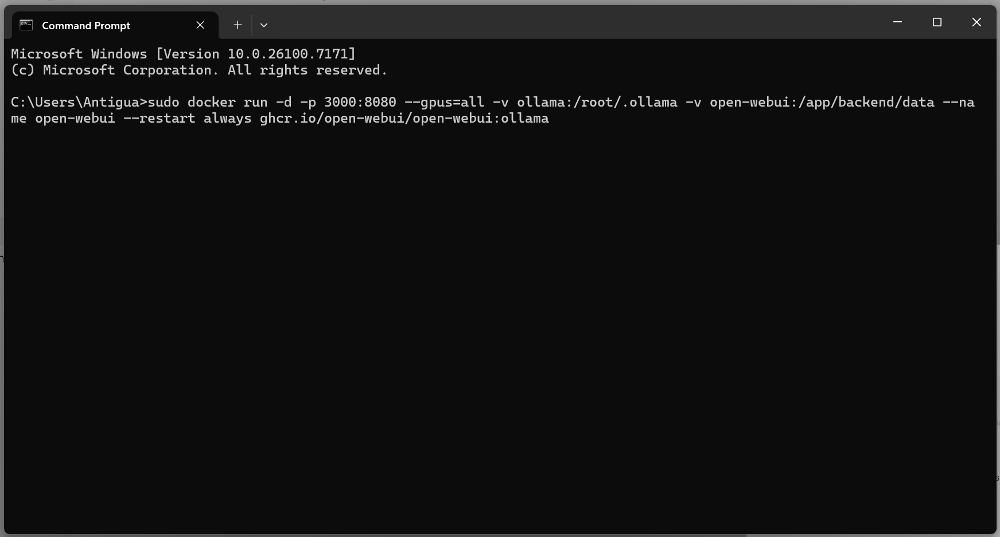 Command Prompt
Microsoft Windows [Version 10.0.26100.7171]
(c) Microsoft Corporation. All rights reserved.
C:\Users\Antigua>sudo docker run -d -p 3000:8080 --gpus=all -v ollama:/root/.ollama -v open-webui:/app/backend/data --na
me open-webui --restart always ghcr.io/open-webui/open-webui:ollama